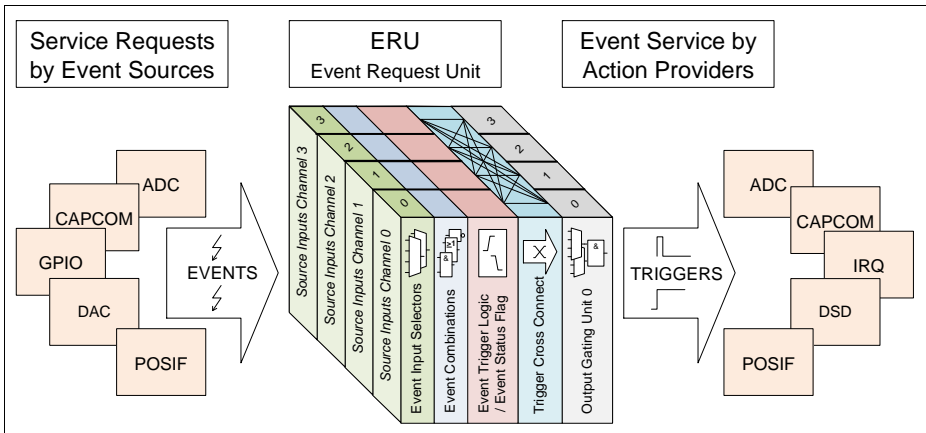 Service Requests
by Event Sources
ERU
Event Request Unit
Event Service by
Action Providers
ADC
CAPCOM
GPIO
DAC
POSIF
EVENTS
Source Inputs Channel 3
Source Inputs Channel 2
Source Inputs Channel 1
Source Inputs Channel 0
3
2
1
0
3
2
1
0
&
≥1
&
Event Input Selectors
Event Combinations
Event Trigger Logic
/ Event Status Flag
Trigger Cross Connect
Output Gating Unit 0
TRIGGERS
ADC
CAPCOM
IRQ
DSD
POSIF